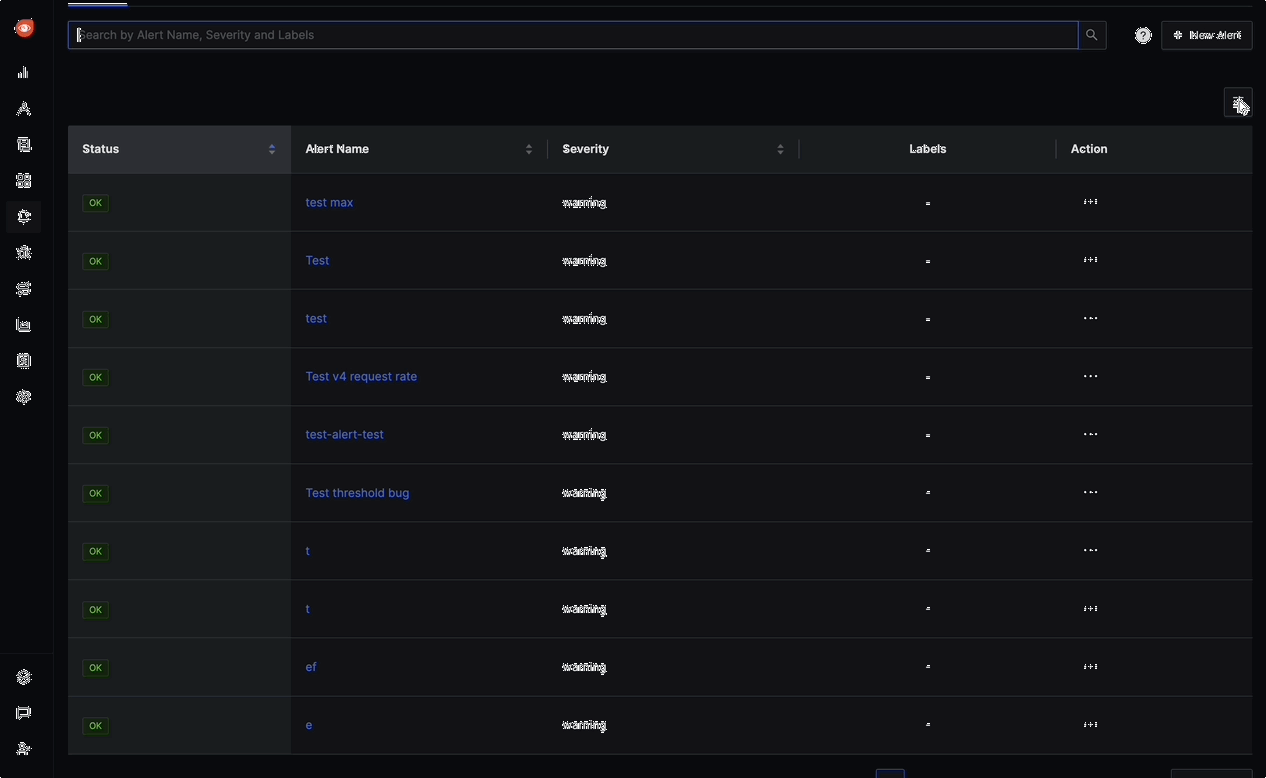 Search by Alert Name, Severity and Labels
New Alert
Status Alert Name Severity Labels Action
OK test max warning -
OK Test warning -
OK test warning -
OK Test v4 request rate warning -
OK test-alert-test warning -
OK Test threshold bug warning -
OK t warning -
OK t warning -
OK ef warning -
OK e warning -